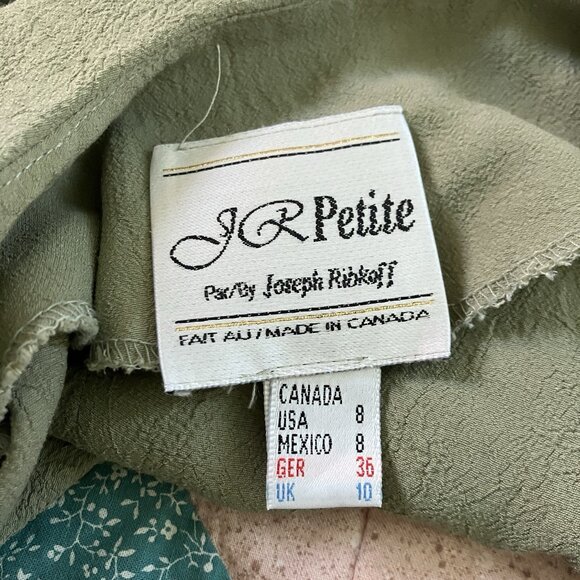 JR Petite
Par/By Joseph Ribkoff
FAIT AU/MADE IN CANADA
CANADA
USA 8
MEXICO 8
GER 36
UK 10